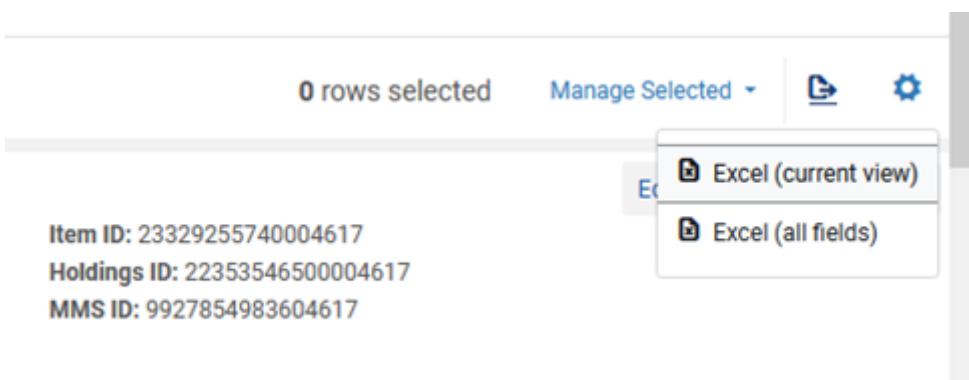 0 rows selected Manage Selected
Excel (current view)
Ec
Excel (all fields)
Item ID: 23329255740004617
Holdings ID: 22353546500004617
MMS ID: 9927854983604617